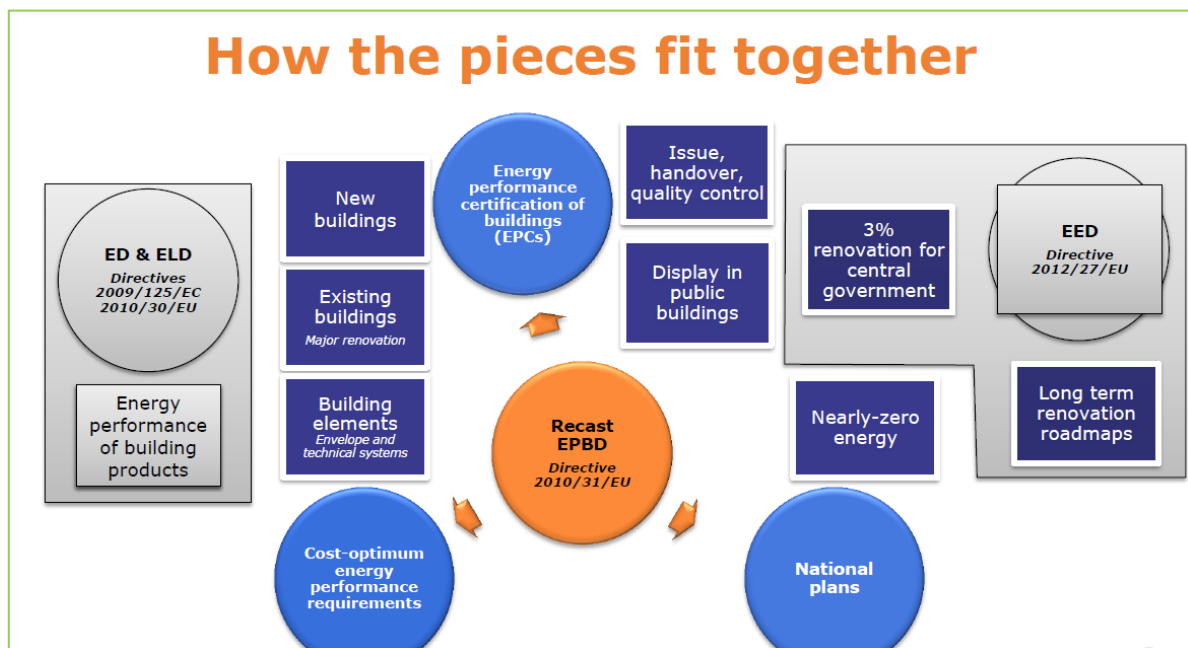 How the pieces fit together
ED & ELD
Directives
2009/125/EC
2010/30/EU
Energy
performance
of building
products
New
buildings
Existing
buildings
Major renovation
Building
elements
Envelope and
technical systems
Energy
performance
certification of
buildings
(EPCs)
Issue,
handover,
quality control
Display in
public
buildings
3%
renovation for
central
government
EED
Directive
2012/27/EU
Long term
renovation
roadmaps
Nearly-zero
energy
Recast
EPBD
Directive
2010/31/EU
Cost-optimum
energy
performance
requirements
National
plans